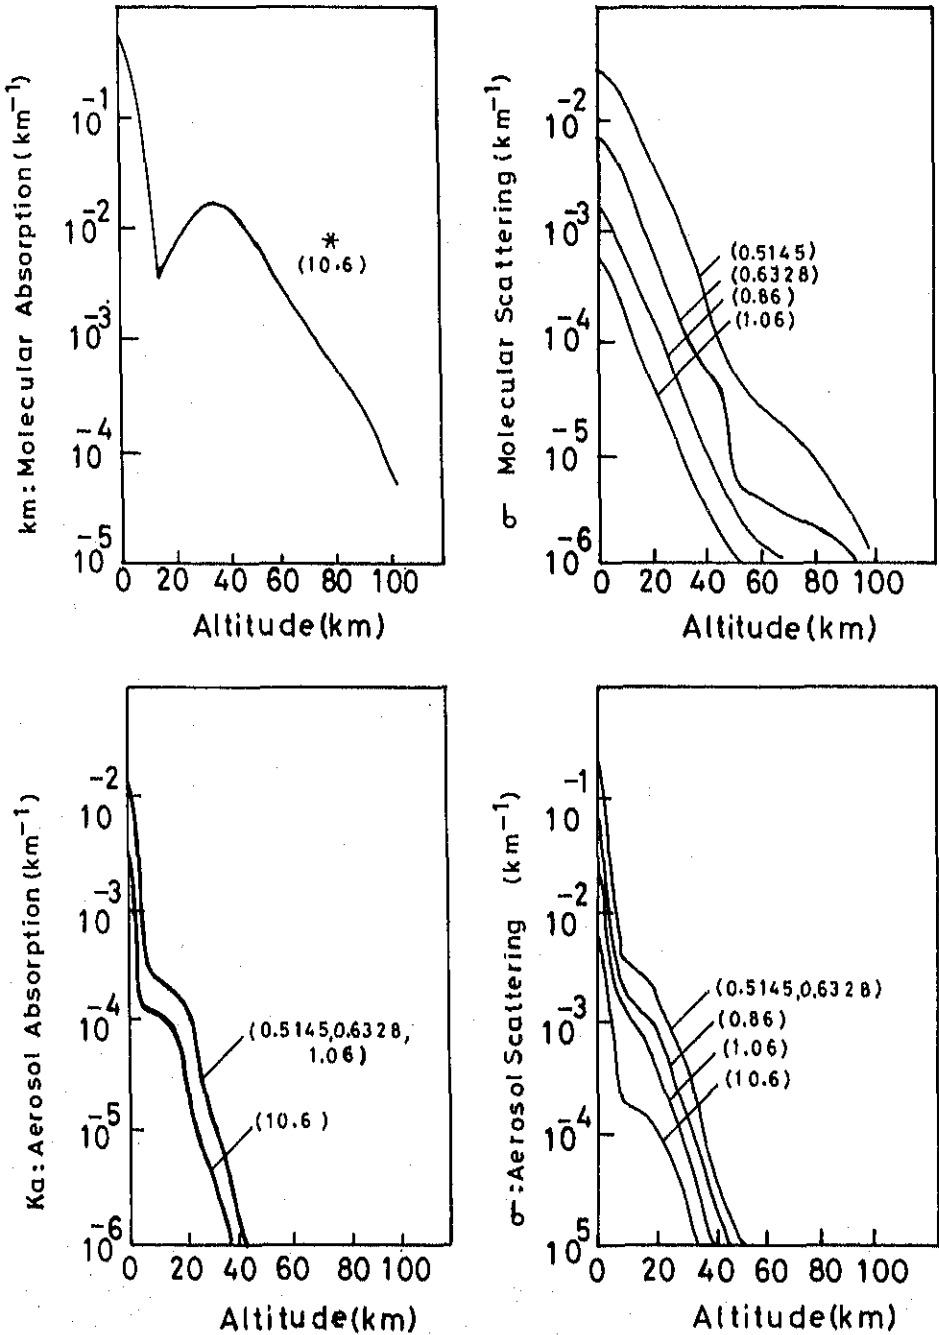 km: Molecular Absorption (km⁻¹)
10⁻¹
10⁻²
10⁻³
10⁻⁴
10⁻⁵
*
(10.6)
0 20 40 60 80 100
Altitude (km)
σ Molecular Scattering (km⁻¹)
10⁻²
10⁻³
10⁻⁴
10⁻⁵
10⁻⁶
(0.5145)
(0.6328)
(0.86)
(1.06)
0 20 40 60 80 100
Altitude (km)
Ka: Aerosol Absorption (km⁻¹)
10⁻²
10⁻³
10⁻⁴
10⁻⁵
10⁻⁶
(0.5145,0.6328,
1.06)
(10.6)
0 20 40 60 80 100
Altitude (km)
σ: Aerosol Scattering (km⁻¹)
10⁻¹
10⁻²
10⁻³
10⁻⁴
10⁵
(0.5145,0.6328)
(0.86)
(1.06)
(10.6)
0 20 40 60 80 100
Altitude (km)